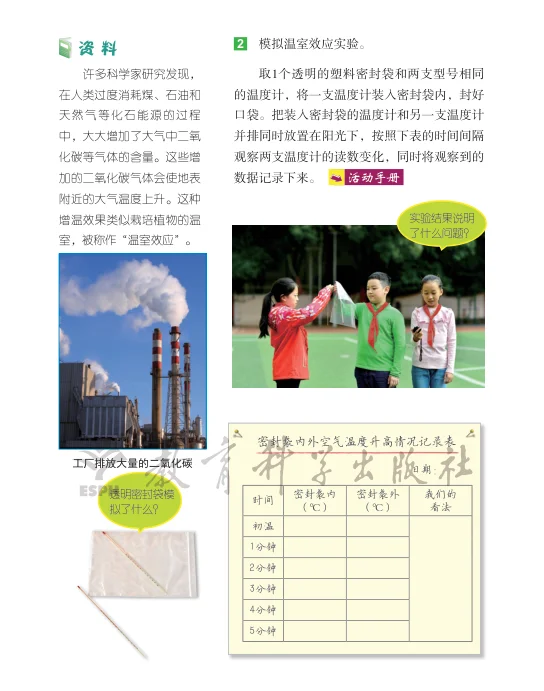 资料
许多科学家研究发现，
在人类过度消耗煤、石油和
天然气等化石能源的过程
中，大大增加了大气中二氧
化碳等气体的含量。这些增
加的二氧化碳气体会使地表
附近的大气温度上升。这种
增温效果类似栽培植物的温
室，被称作“温室效应”。
工厂排放大量的二氧化碳
透明密封袋模
拟了什么？
2 模拟温室效应实验。
取1个透明的塑料密封袋和两支型号相同
的温度计，将一支温度计装入密封袋内，封好
口袋。把装入密封袋的温度计和另一支温度计
并排同时放置在阳光下，按照下表的时间间隔
观察两支温度计的读数变化，同时将观察到的
数据记录下来。 活动手册
实验结果说明
了什么问题？
密封袋内外空气温度升高情况记录表
日期：
时间 密封袋内（℃） 密封袋外（℃） 我们的看法
初温
1分钟
2分钟
3分钟
4分钟
5分钟
ESPH 教育科学出版社